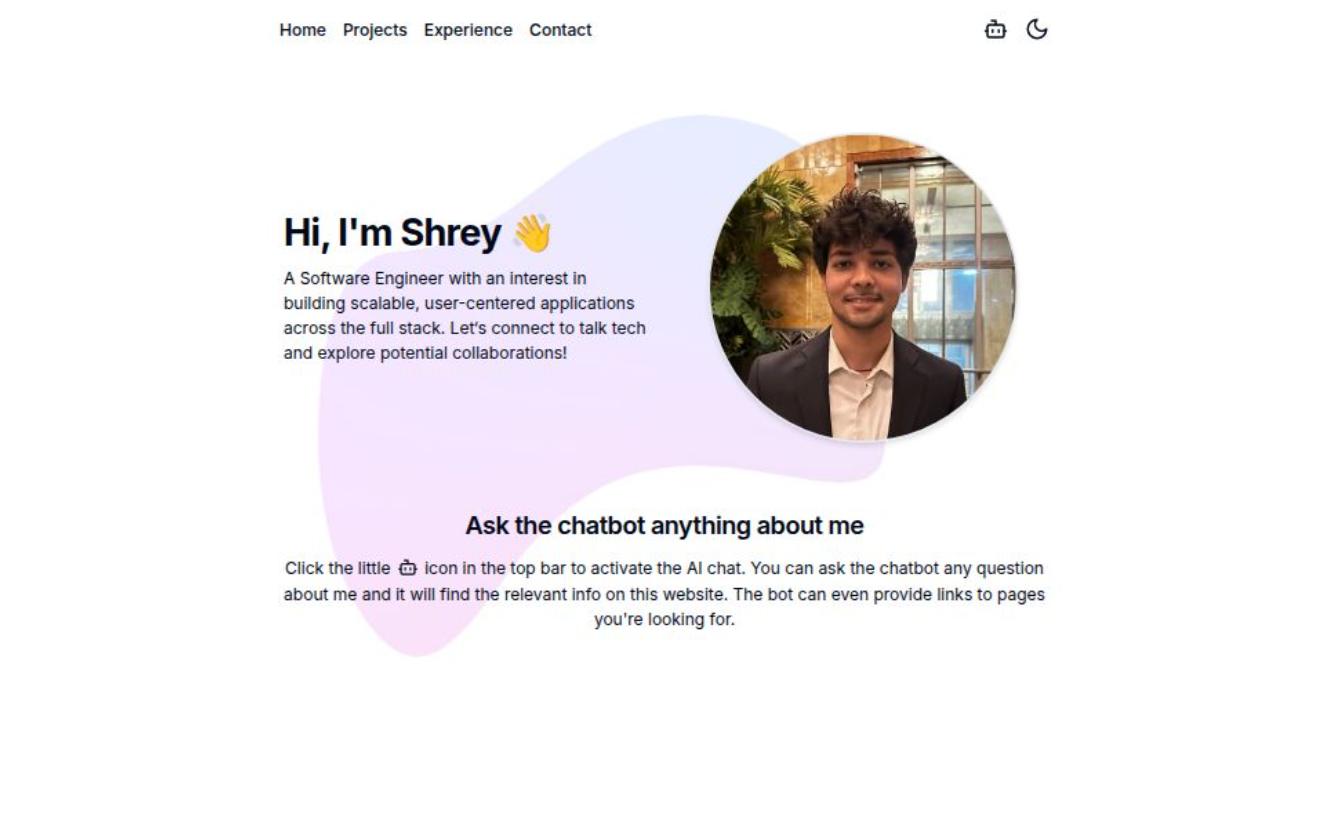 Home Projects Experience Contact
Hi, I'm Shrey 👋
A Software Engineer with an interest in
building scalable, user-centered applications
across the full stack. Let's connect to talk tech
and explore potential collaborations!
Ask the chatbot anything about me
Click the little icon in the top bar to activate the AI chat. You can ask the chatbot any question
about me and it will find the relevant info on this website. The bot can even provide links to pages
you're looking for.